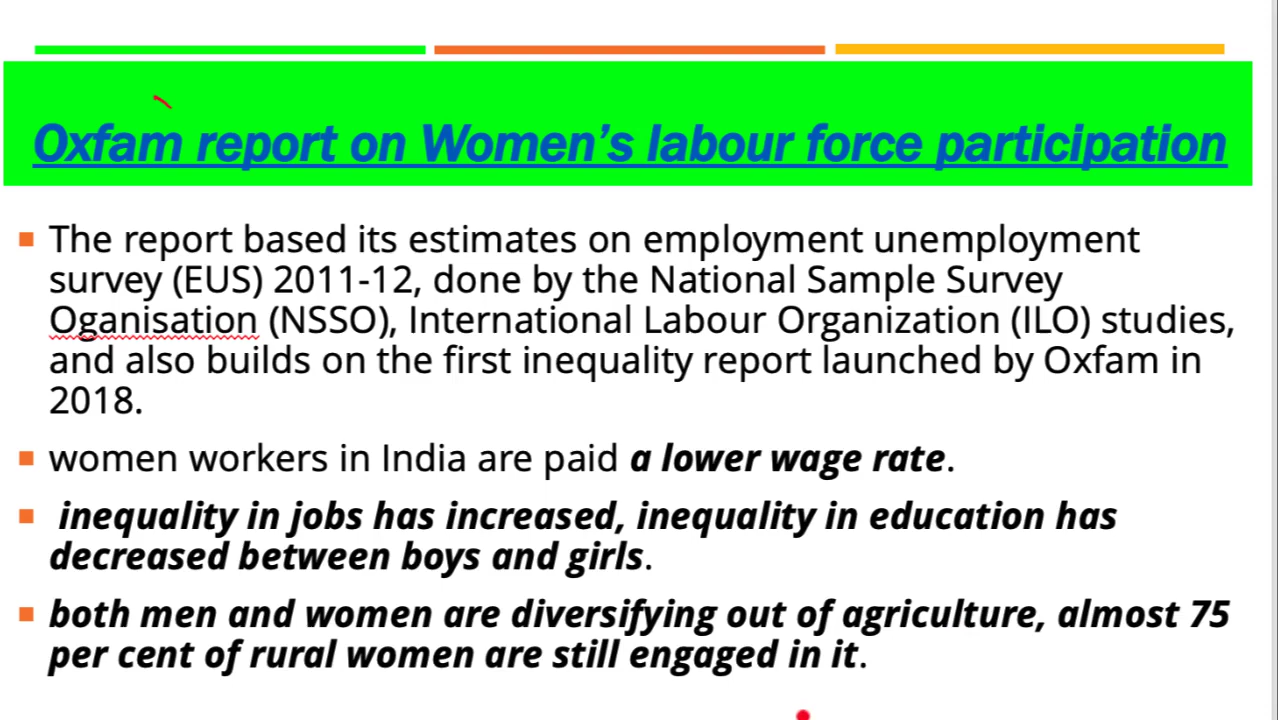 Oxfam report on Women's labour force participation
The report based its estimates on employment unemployment
survey (EUS) 2011-12, done by the National Sample Survey
Oganisation (NSSO), International Labour Organization (ILO) studies,
and also builds on the first inequality report launched by Oxfam in
2018.
women workers in India are paid a lower wage rate.
inequality in jobs has increased, inequality in education has
decreased between boys and girls.
both men and women are diversifying out of agriculture, almost 75
per cent of rural women are still engaged in it.